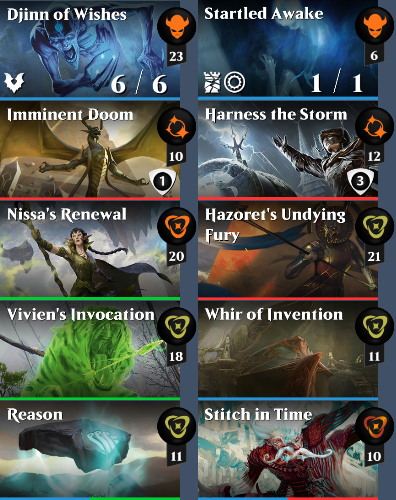 Djinn of Wishes
23
6 / 6
Startled Awake
6
1 / 1
Imminent Doom
10
1
Harness the Storm
12
3
Nissa's Renewal
20
Hazoret's Undying
Fury
21
Vivien's Invocation
18
Whir of Invention
11
Reason
11
Stitch in Time
10